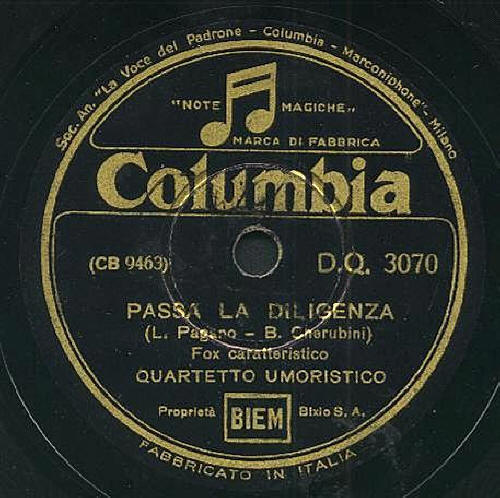 Soc. An. "La Voce del Padrone - Columbia - Marconiphone" - Milano
"NOTE MAGICHE"
MARCA DI FABBRICA
Columbia
(CB 9463) D.Q. 3070
PASSA LA DILIGENZA
(L. Pagano - B. Cherubini)
Fox caratteristico
QUARTETTO UMORISTICO
Proprietà BIEM Bixio S. A.
FABBRICATO IN ITALIA